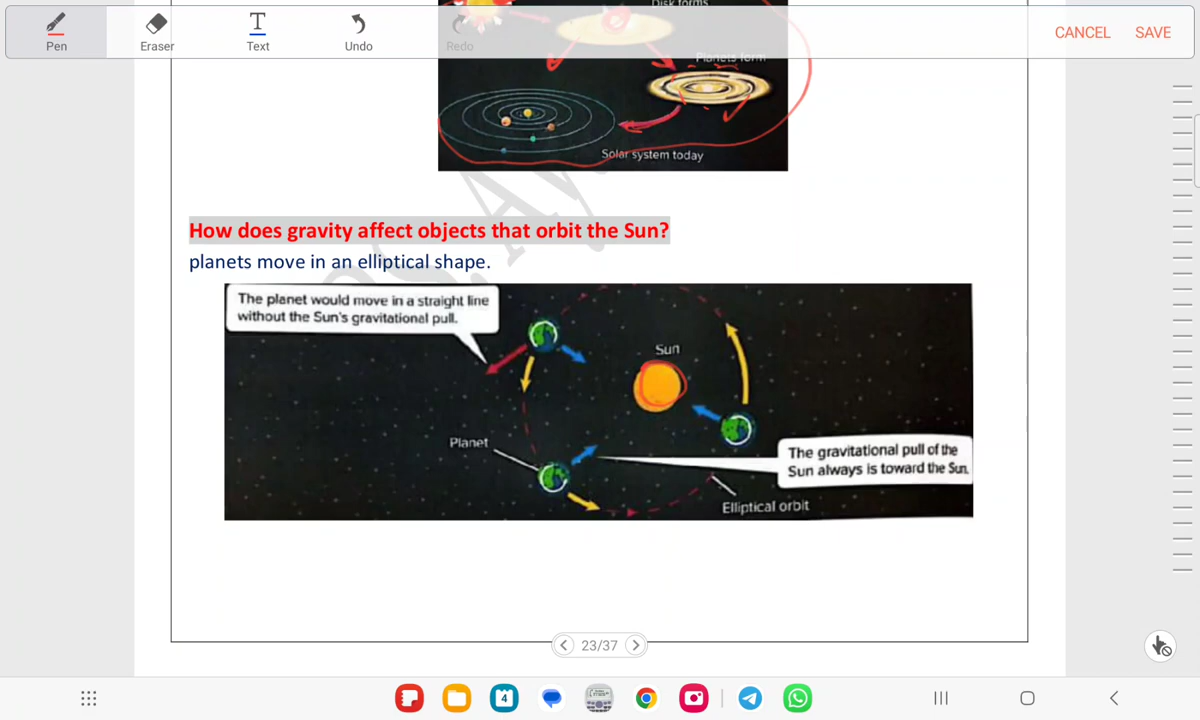 Disk forms
Pen
Eraser
Text
Undo
Redo
CANCEL
SAVE
Planets form
Solar system today
How does gravity affect objects that orbit the Sun?
planets move in an elliptical shape.
The planet would move in a straight line
without the Sun's gravitational pull.
Sun
Planet
The gravitational pull of the
Sun always is toward the Sun.
Elliptical orbit
23/37
4